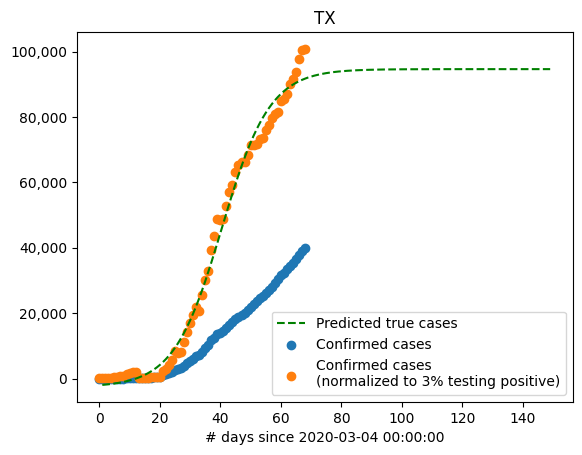 TX
100,000
80,000
60,000
40,000
20,000
0
Predicted true cases
Confirmed cases
Confirmed cases
(normalized to 3% testing positive)
0 20 40 60 80 100 120 140
# days since 2020-03-04 00:00:00